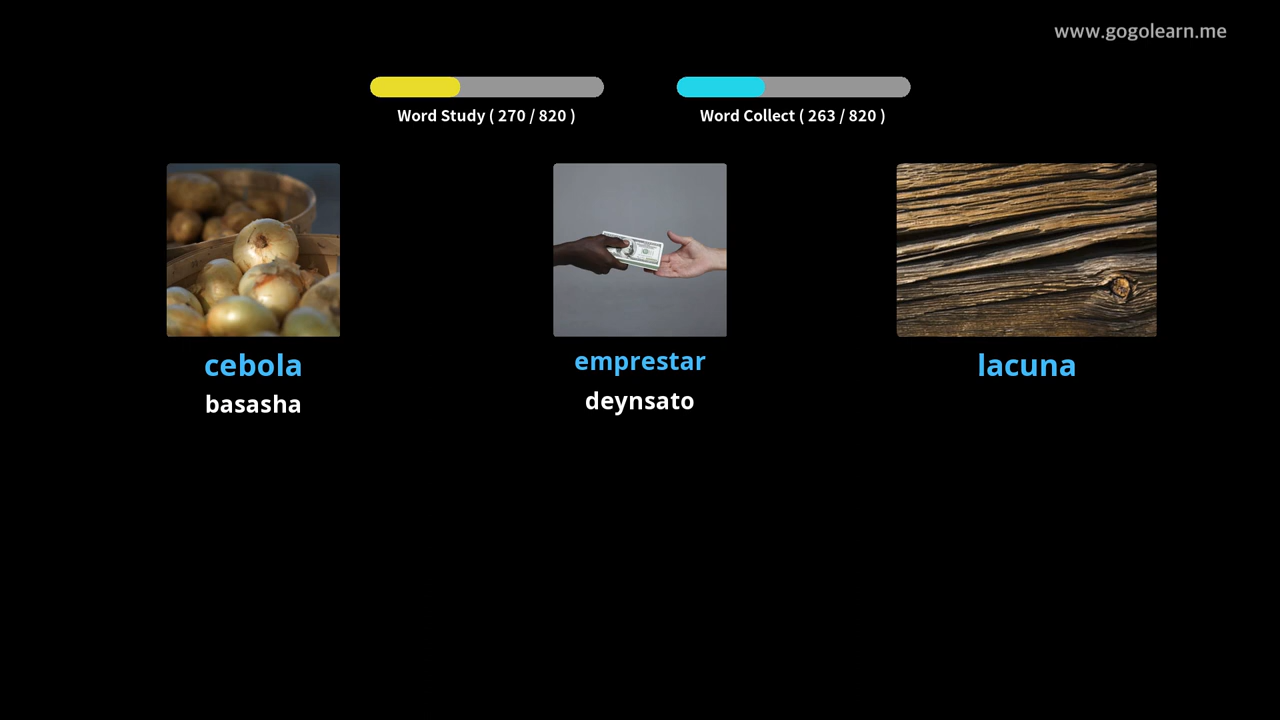 www.gogolearn.me
Word Study ( 270 / 820 )
Word Collect ( 263 / 820 )
cebola
basasha
emprestar
deynsato
lacuna